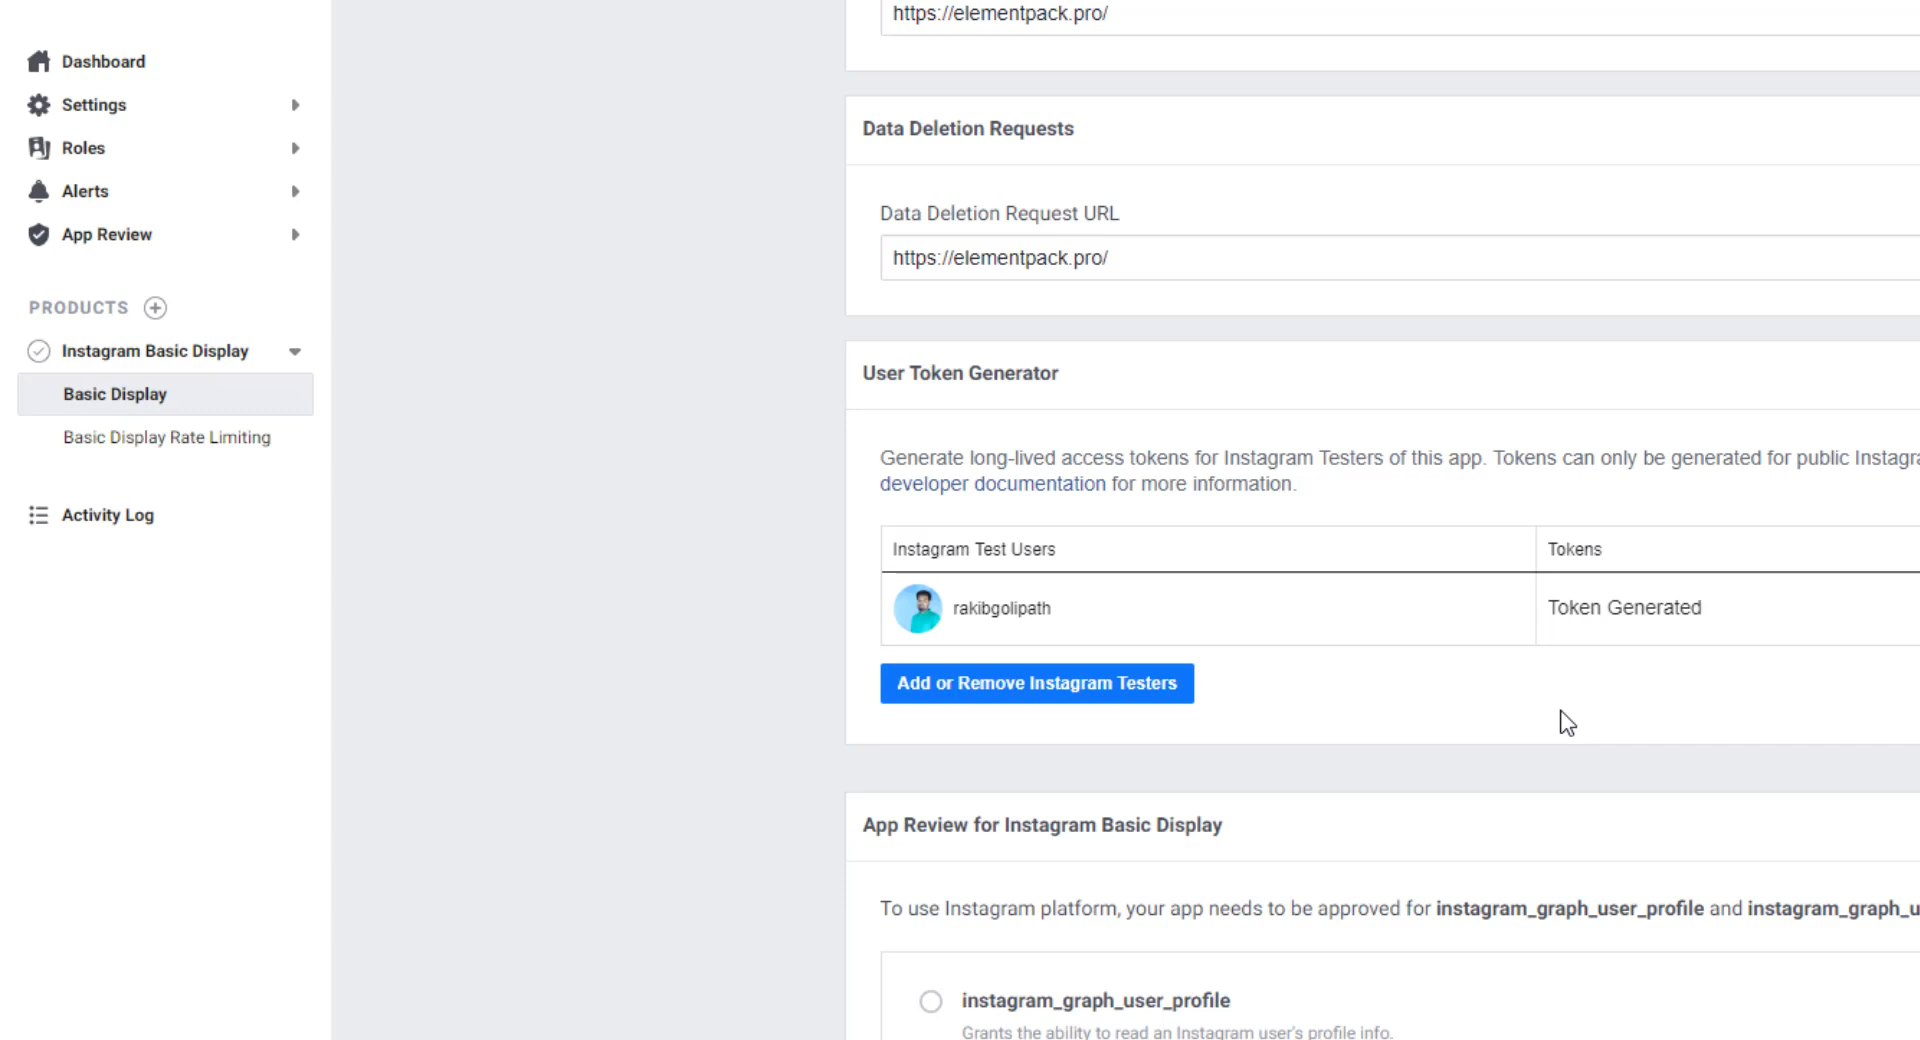 Dashboard
Settings
Roles
Alerts
App Review
PRODUCTS
Instagram Basic Display
Basic Display
Basic Display Rate Limiting
Activity Log
https://elementpack.pro/
Data Deletion Requests
Data Deletion Request URL
https://elementpack.pro/
User Token Generator
Generate long-lived access tokens for Instagram Testers of this app. Tokens can only be generated for public Instagra
developer documentation for more information.
Instagram Test Users
Tokens
rakibgolipath
Token Generated
Add or Remove Instagram Testers
App Review for Instagram Basic Display
To use Instagram platform, your app needs to be approved for instagram_graph_user_profile and instagram_graph_u
instagram_graph_user_profile
Grants the ability to read an Instagram user's profile info.